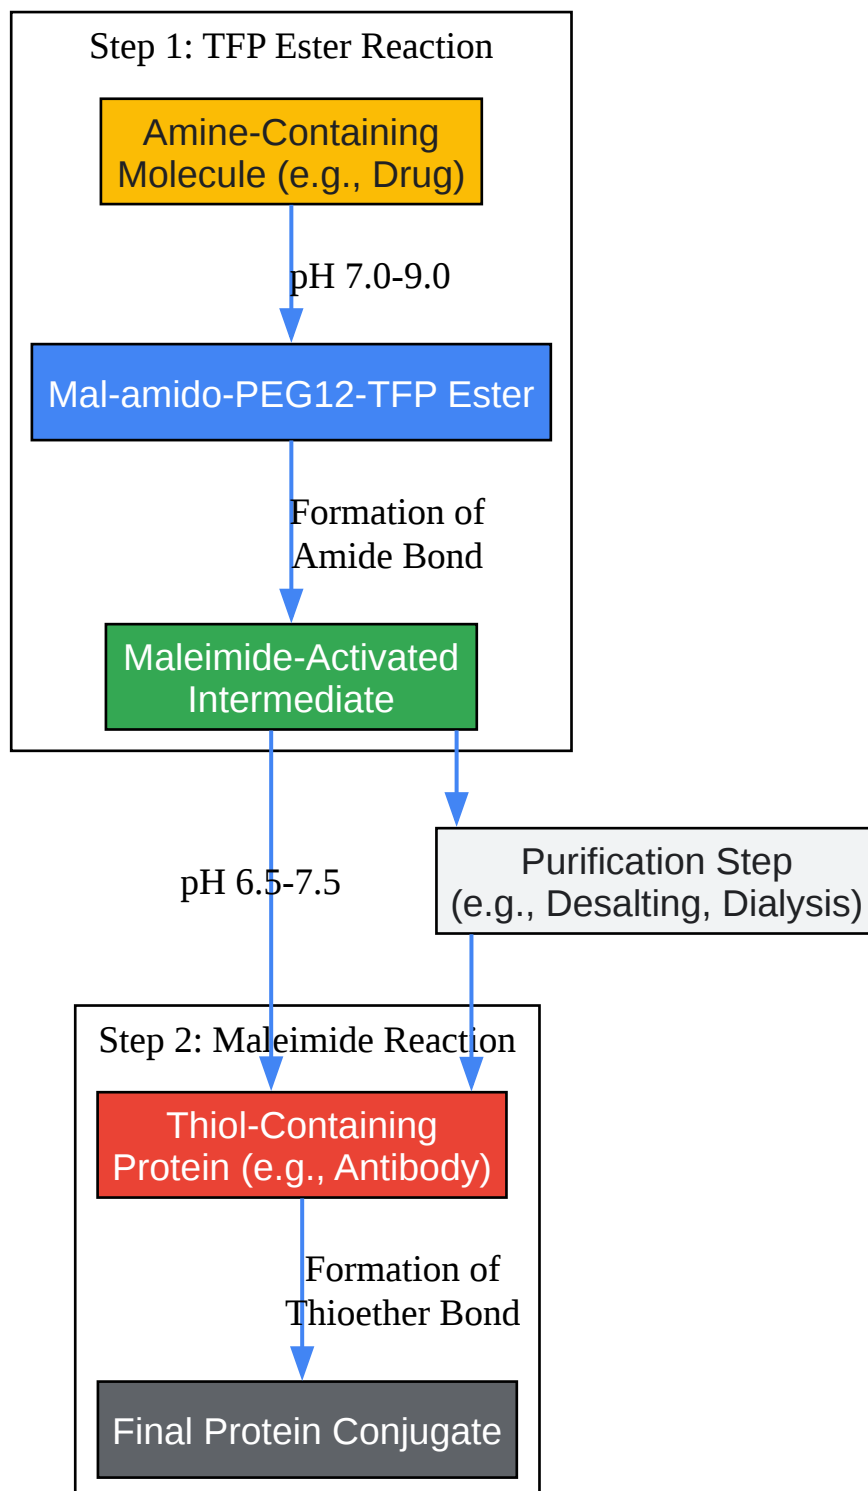 Step 1: TFP Ester Reaction
Amine-Containing
Molecule (e.g., Drug)
pH 7.0-9.0
Mal-amido-PEG12-TFP Ester
Formation of
Amide Bond
Maleimide-Activated
Intermediate
pH 6.5-7.5
Purification Step
(e.g., Desalting, Dialysis)
Step 2: Maleimide Reaction
Thiol-Containing
Protein (e.g., Antibody)
Formation of
Thioether Bond
Final Protein Conjugate